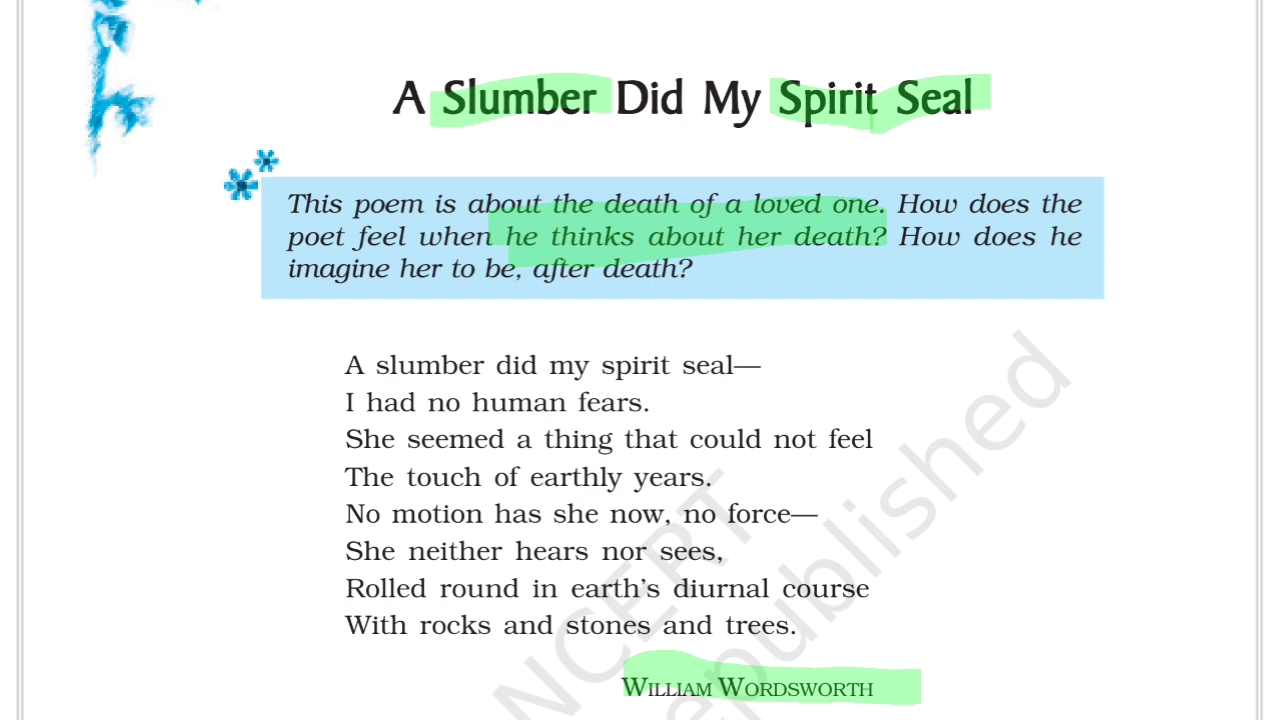 A Slumber Did My Spirit Seal
This poem is about the death of a loved one. How does the
poet feel when he thinks about her death? How does he
imagine her to be, after death?
A slumber did my spirit seal—
I had no human fears.
She seemed a thing that could not feel
The touch of earthly years.
No motion has she now, no force—
She neither hears nor sees,
Rolled round in earth's diurnal course
With rocks and stones and trees.
WILLIAM WORDSWORTH
NCERT
republished